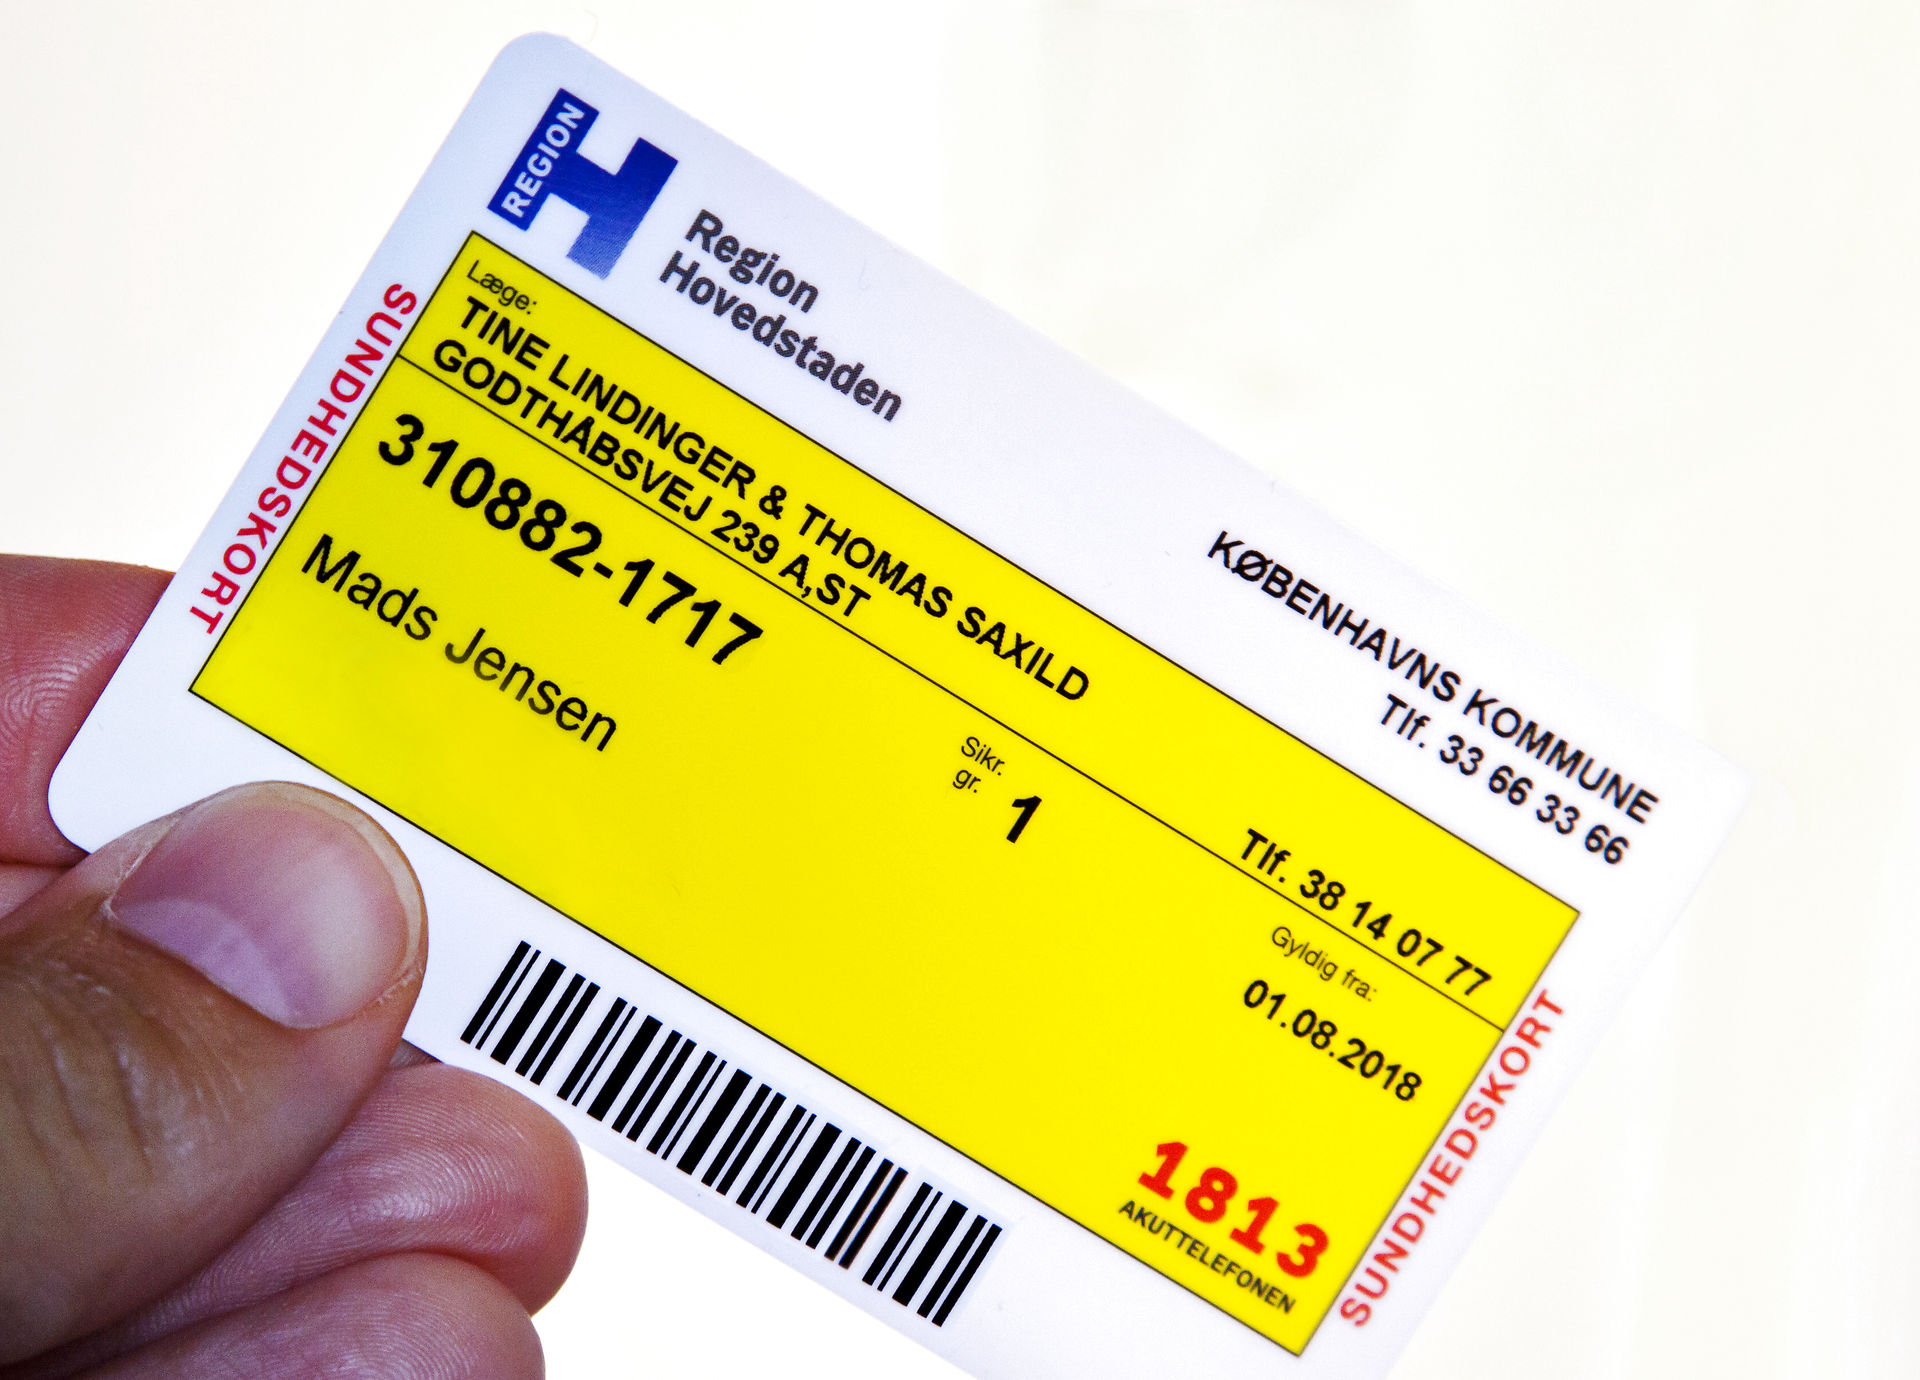 REGION
Region
Hovedstaden
KØBENHAVNS KOMMUNE
Tlf. 33 66 33 66
SUNDHEDSKORT
Læge:
TINE LINDINGER & THOMAS SAXILD
GODTHÅBSVEJ 239 A,ST
Tlf. 38 14 07 77
310882-1717
Mads Jensen
Sikr.
gr. 1
Gyldig fra:
01.08.2018
1813
AKUTTELEFONEN
SUNDHEDSKORT